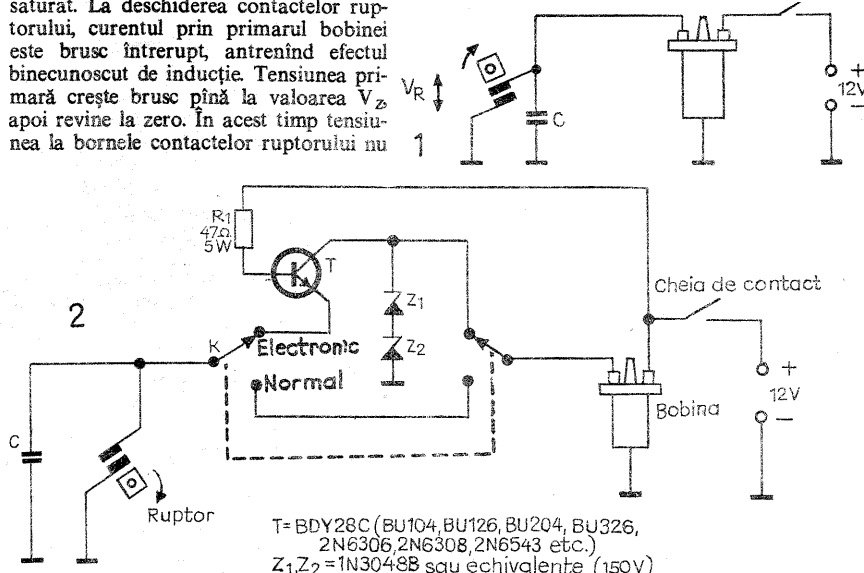 saturat. La deschiderea contactelor rup-
torului, curentul prin primarul bobinei
este brusc întrerupt, antrenînd efectul
binecunoscut de inducție. Tensiunea pri-
mară crește brusc pînă la valoarea VZ,
apoi revine la zero. În acest timp tensiu-
nea la bornele contactelor ruptorului nu
VR
C
1
+
12V
−
R1
47Ω
5W
T
Z1
Z2
2
K
Electronic
Normal
Cheia de contact
+
12V
−
Bobina
C
Ruptor
T=BDY28C (BU104, BU126, BU204, BU326,
2N6306, 2N6308, 2N6543 etc.)
Z1,Z2=1N3048B sau echivalente (150V)